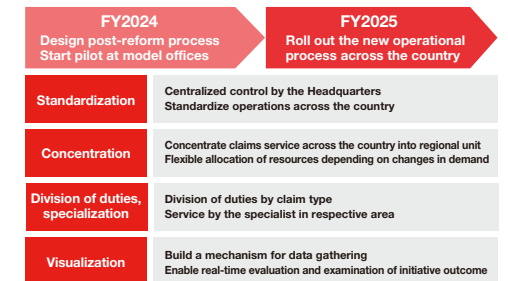 FY2024
Design post-reform process
Start pilot at model offices
FY2025
Roll out the new operational
process across the country
Standardization
Centralized control by the Headquarters
Standardize operations across the country
Concentration
Concentrate claims service across the country into regional unit
Flexible allocation of resources depending on changes in demand
Division of duties,
specialization
Division of duties by claim type
Service by the specialist in respective area
Visualization
Build a mechanism for data gathering
Enable real-time evaluation and examination of initiative outcome